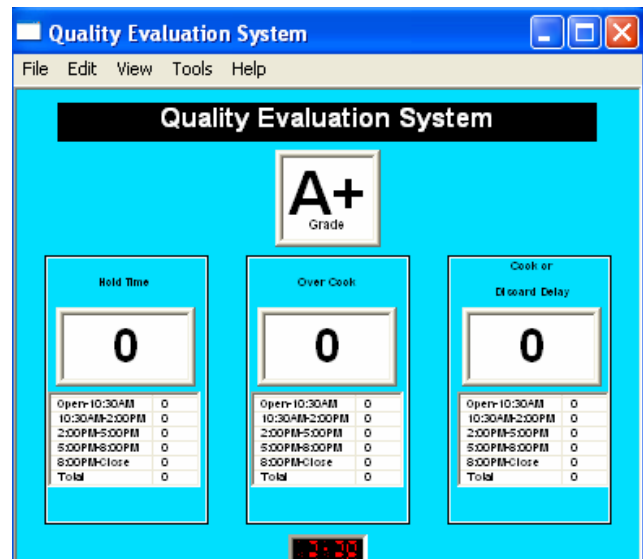 Quality Evaluation System
File Edit View Tools Help
Quality Evaluation System
A+
Grade
Hold Time
0
Open-10:30AM 0
10:30AM-2:00PM 0
2:00PM-5:00PM 0
5:00PM-8:00PM 0
8:00PM-Close 0
Total 0
Over Cook
0
Open-10:30AM 0
10:30AM-2:00PM 0
2:00PM-5:00PM 0
5:00PM-8:00PM 0
8:00PM-Close 0
Total 0
Cook or
Discard Delay
0
Open-10:30AM 0
10:30AM-2:00PM 0
2:00PM-5:00PM 0
5:00PM-8:00PM 0
8:00PM-Close 0
Total 0